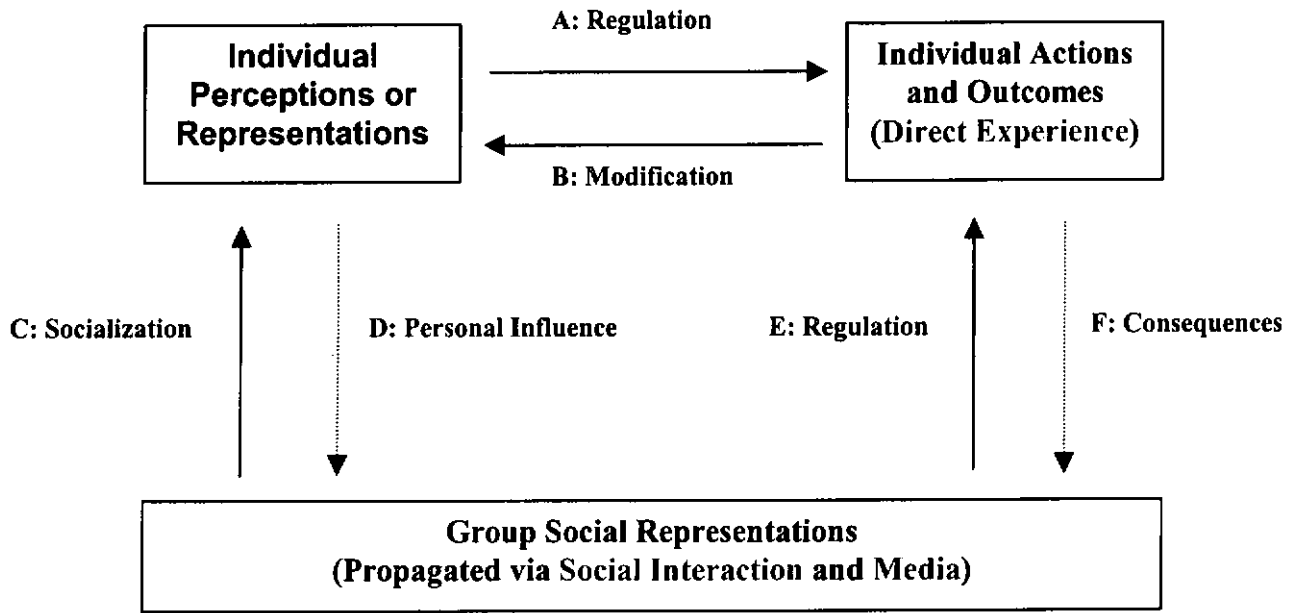 A: Regulation
Individual
Perceptions or
Representations
Individual Actions
and Outcomes
(Direct Experience)
B: Modification
C: Socialization
D: Personal Influence
E: Regulation
F: Consequences
Group Social Representations
(Propagated via Social Interaction and Media)